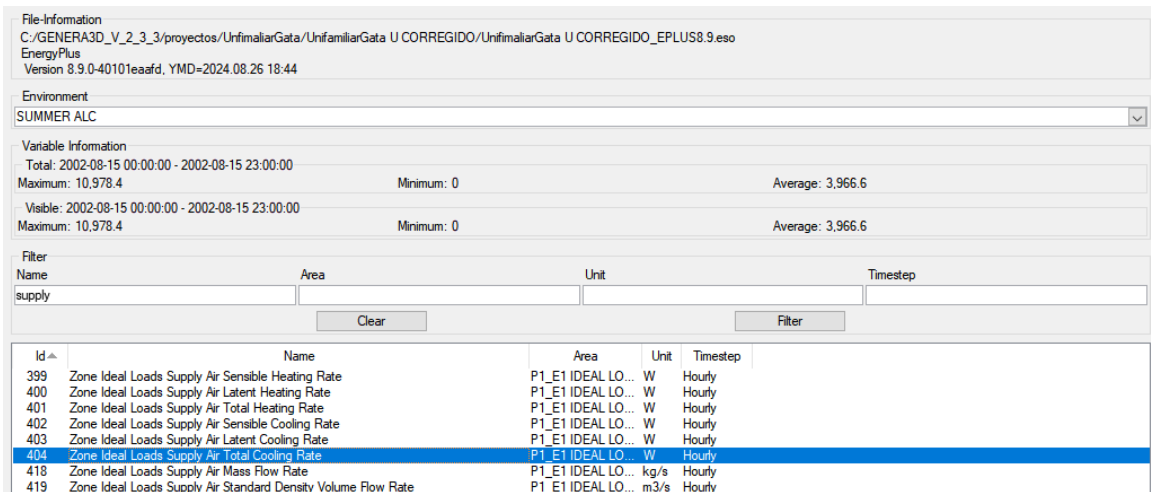 File-Information
C:/GENERA3D_V_2_3_3/proyectos/UnfimaliarGata/UnifamiliarGata U CORREGIDO/UnfimaliarGata U CORREGIDO_EPLUS8.9.eso
EnergyPlus
Version 8.9.0-40101eaafd, YMD=2024.08.26 18:44
Environment
SUMMER ALC
Variable Information
Total: 2002-08-15 00:00:00 - 2002-08-15 23:00:00
Maximum: 10,978.4 Minimum: 0 Average: 3,966.6
Visible: 2002-08-15 00:00:00 - 2002-08-15 23:00:00
Maximum: 10,978.4 Minimum: 0 Average: 3,966.6
Filter
Name Area Unit Timestep
supply
Clear Filter
Id Name Area Unit Timestep
399 Zone Ideal Loads Supply Air Sensible Heating Rate P1_E1 IDEAL LO... W Hourly
400 Zone Ideal Loads Supply Air Latent Heating Rate P1_E1 IDEAL LO... W Hourly
401 Zone Ideal Loads Supply Air Total Heating Rate P1_E1 IDEAL LO... W Hourly
402 Zone Ideal Loads Supply Air Sensible Cooling Rate P1_E1 IDEAL LO... W Hourly
403 Zone Ideal Loads Supply Air Latent Cooling Rate P1_E1 IDEAL LO... W Hourly
404 Zone Ideal Loads Supply Air Total Cooling Rate P1_E1 IDEAL LO... W Hourly
418 Zone Ideal Loads Supply Air Mass Flow Rate P1_E1 IDEAL LO... kg/s Hourly
419 Zone Ideal Loads Supply Air Standard Density Volume Flow Rate P1_E1 IDEAL LO... m3/s Hourly